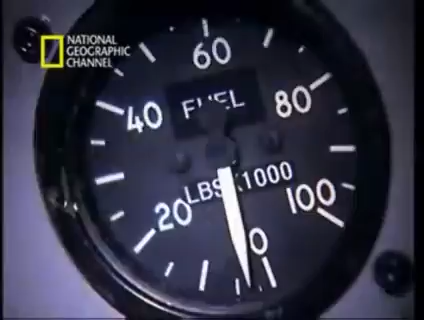 NATIONAL
GEOGRAPHIC
CHANNEL
60
40
FUEL
80
LBS X1000
20
100
0